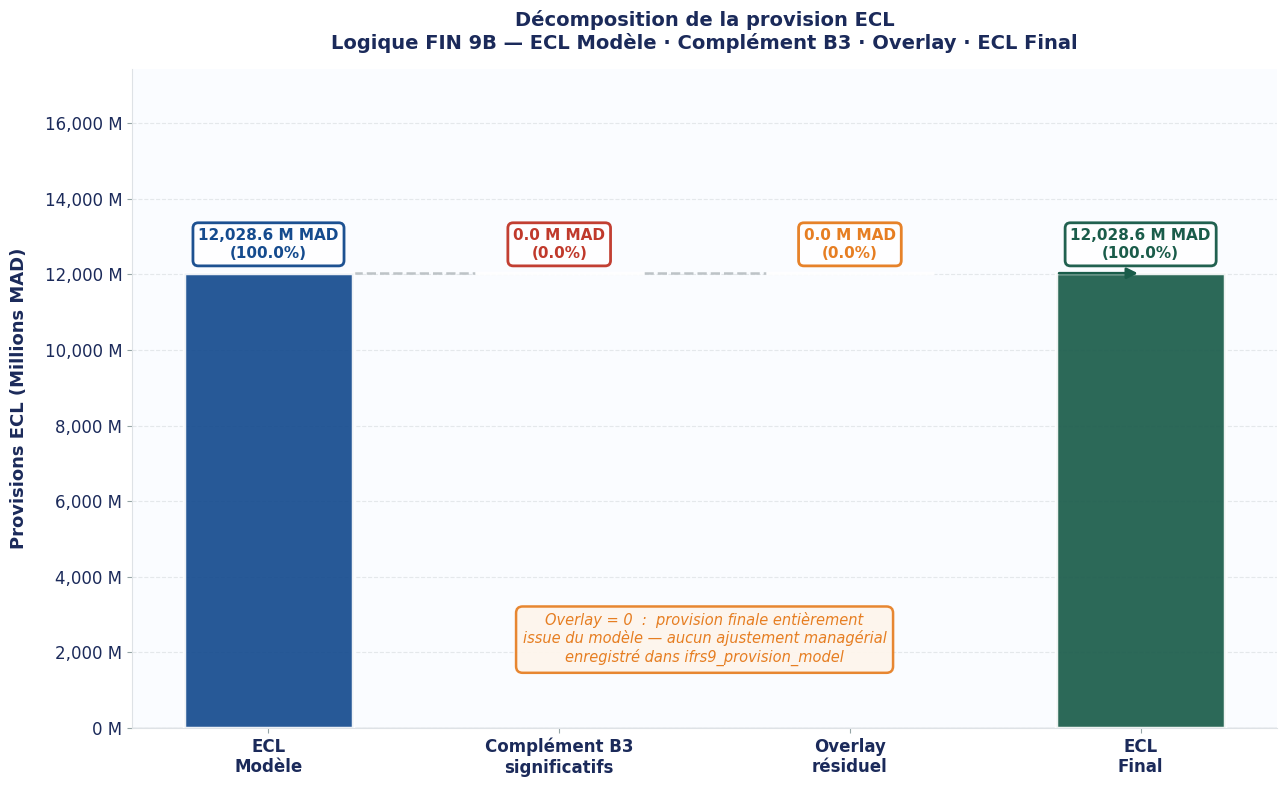 Décomposition de la provision ECL
Logique FIN 9B — ECL Modèle · Complément B3 · Overlay · ECL Final
Provisions ECL (Millions MAD)
16,000 M
14,000 M
12,000 M
10,000 M
8,000 M
6,000 M
4,000 M
2,000 M
0 M
12,028.6 M MAD
(100.0%)
0.0 M MAD
(0.0%)
0.0 M MAD
(0.0%)
12,028.6 M MAD
(100.0%)
Overlay = 0 : provision finale entièrement
issue du modèle — aucun ajustement managérial
enregistré dans ifrs9_provision_model
ECL
Modèle
Complément B3
significatifs
Overlay
résiduel
ECL
Final